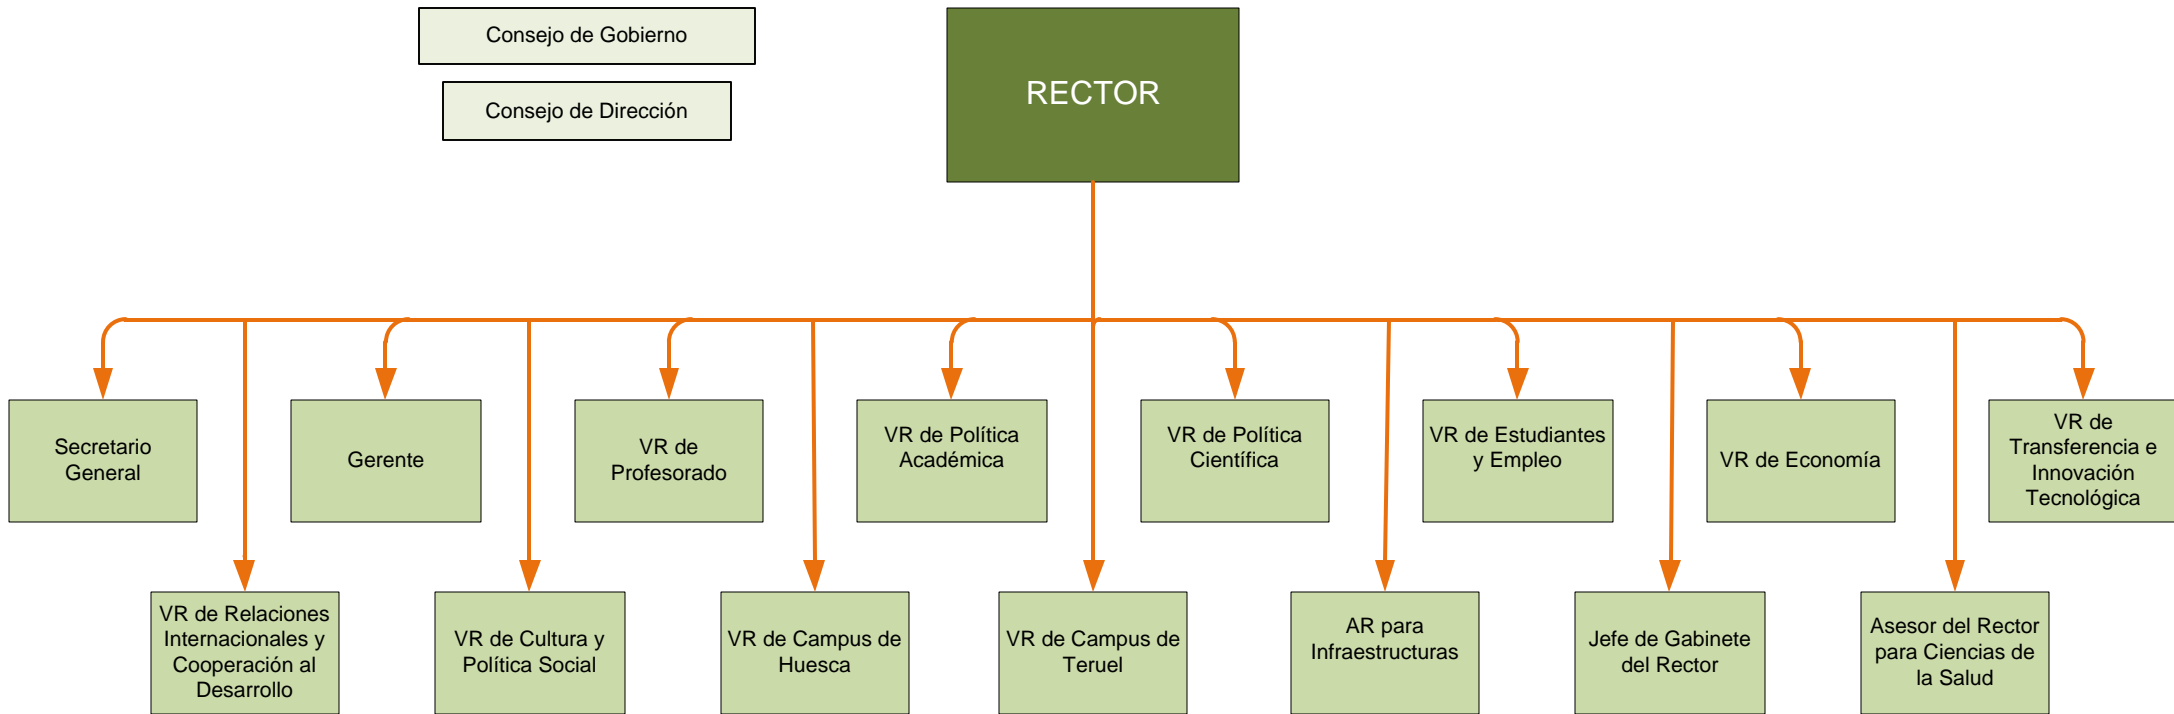 Consejo de Gobierno
Consejo de Dirección
RECTOR
Secretario
General
Gerente
VR de
Profesorado
VR de Política
Académica
VR de Política
Científica
VR de Estudiantes
y Empleo
VR de Economía
VR de
Transferencia e
Innovación
Tecnológica
VR de Relaciones
Internacionales y
Cooperación al
Desarrollo
VR de Cultura y
Política Social
VR de Campus de
Huesca
VR de Campus de
Teruel
AR para
Infraestructuras
Jefe de Gabinete
del Rector
Asesor del Rector
para Ciencias de
la Salud